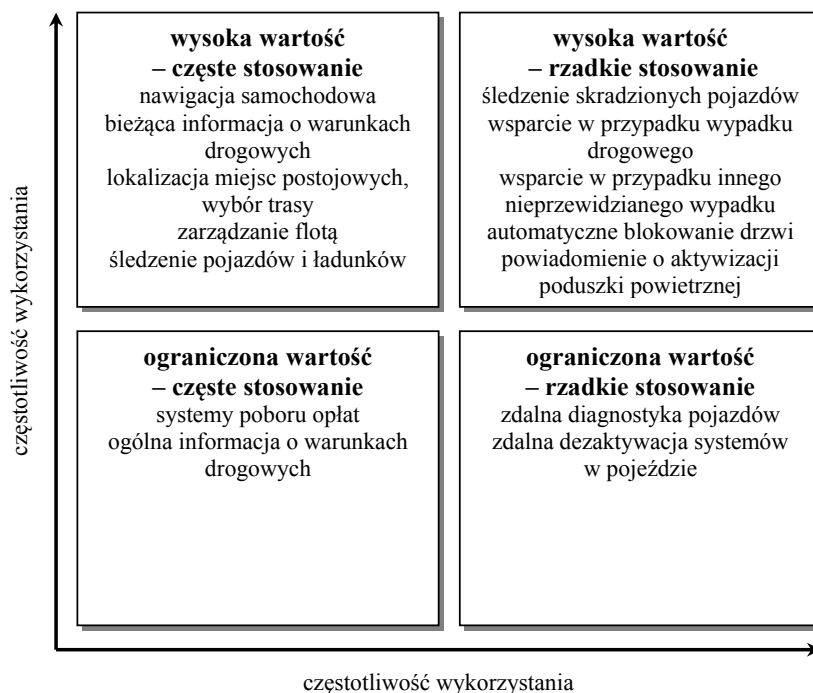 wysoka wartość
– częste stosowanie
nawigacja samochodowa
bieżąca informacja o warunkach
drogowych
lokalizacja miejsc postojowych,
wybór trasy
zarządzanie flotą
śledzenie pojazdów i ładunków
wysoka wartość
– rzadkie stosowanie
śledzenie skradzionych pojazdów
wsparcie w przypadku wypadku
drogowego
wsparcie w przypadku innego
nieprzewidzianego wypadku
automatyczne blokowanie drzwi
powiadomienie o aktywizacji
poduszki powietrznej
ograniczona wartość
– częste stosowanie
systemy poboru opłat
ogólna informacja o warunkach
drogowych
ograniczona wartość
– rzadkie stosowanie
zdalna diagnostyka pojazdów
zdalna dezaktywacja systemów
w pojeździe
częstotliwość wykorzystania
częstotliwość wykorzystania